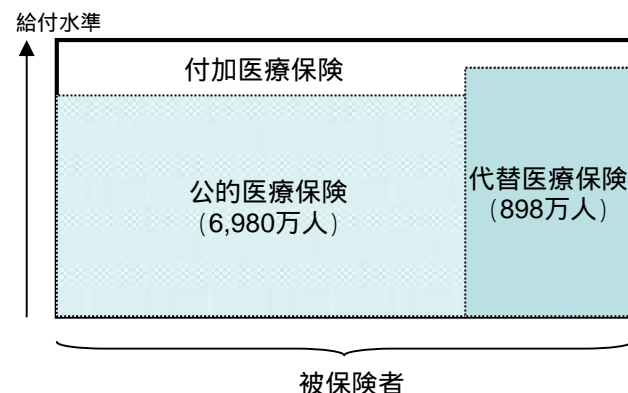 給付水準
付加医療保険
公的医療保険
(6,980万人)
代替医療保険
(898万人)
被保険者